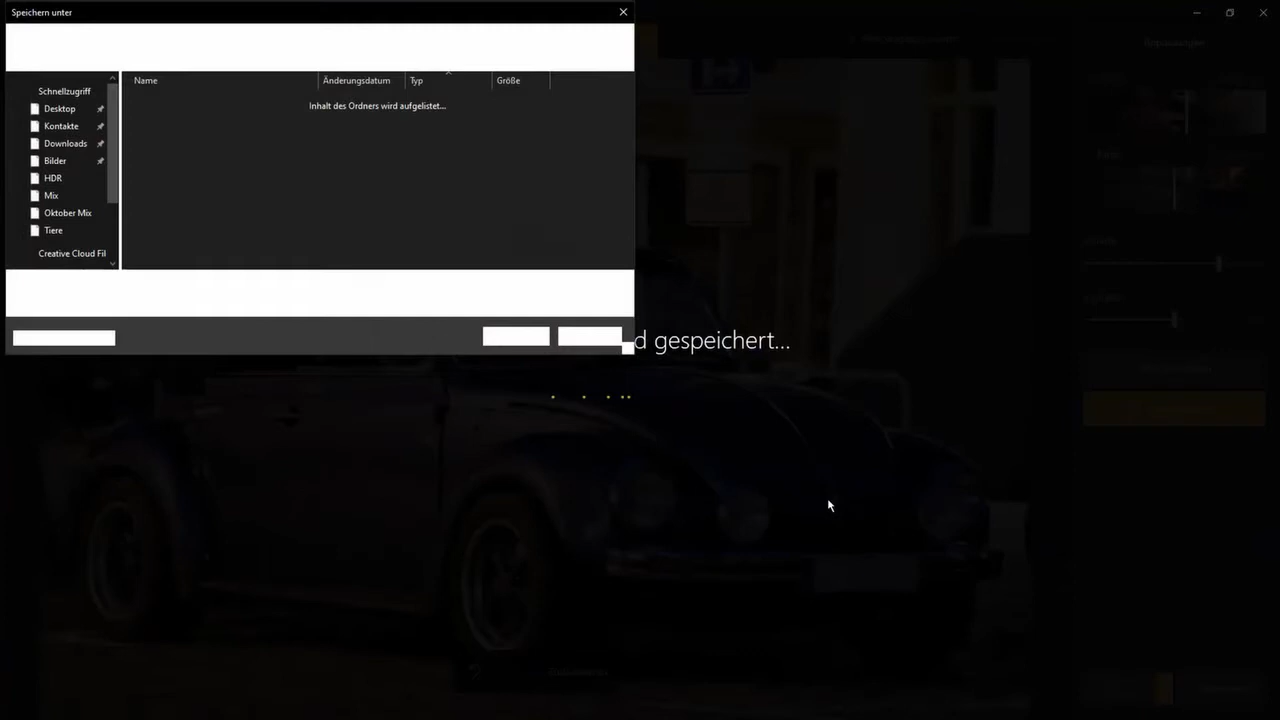 Speichern unter
Name
Änderungsdatum
Typ
Größe
Inhalt des Ordners wird aufgelistet...
Schnellzugriff
Desktop
Kontakte
Downloads
Bilder
HDR
Mix
Oktober Mix
Tiere
Creative Cloud Fil
d gespeichert...